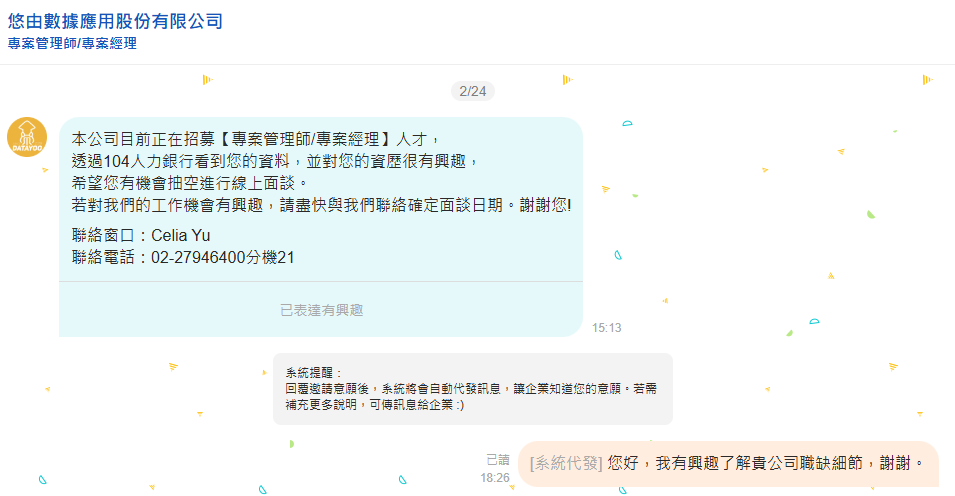 悠由數據應用股份有限公司
專案管理師/專案經理
2/24
DATAYOO
本公司目前正在招募【專案管理師/專案經理】人才，
透過104人力銀行看到您的資料，並對您的資歷很有興趣，
希望您有機會抽空進行線上面談。
若對我們的工作機會有興趣，請盡快與我們聯絡確定面談日期。謝謝您!
聯絡窗口：Celia Yu
聯絡電話：02-27946400分機21
已表達有興趣
15:13
系統提醒：
回覆邀請意願後，系統將會自動代發訊息，讓企業知道您的意願。若需
補充更多說明，可傳訊息給企業 :)
已讀
18:26
[系統代發] 您好，我有興趣了解貴公司職缺細節，謝謝。